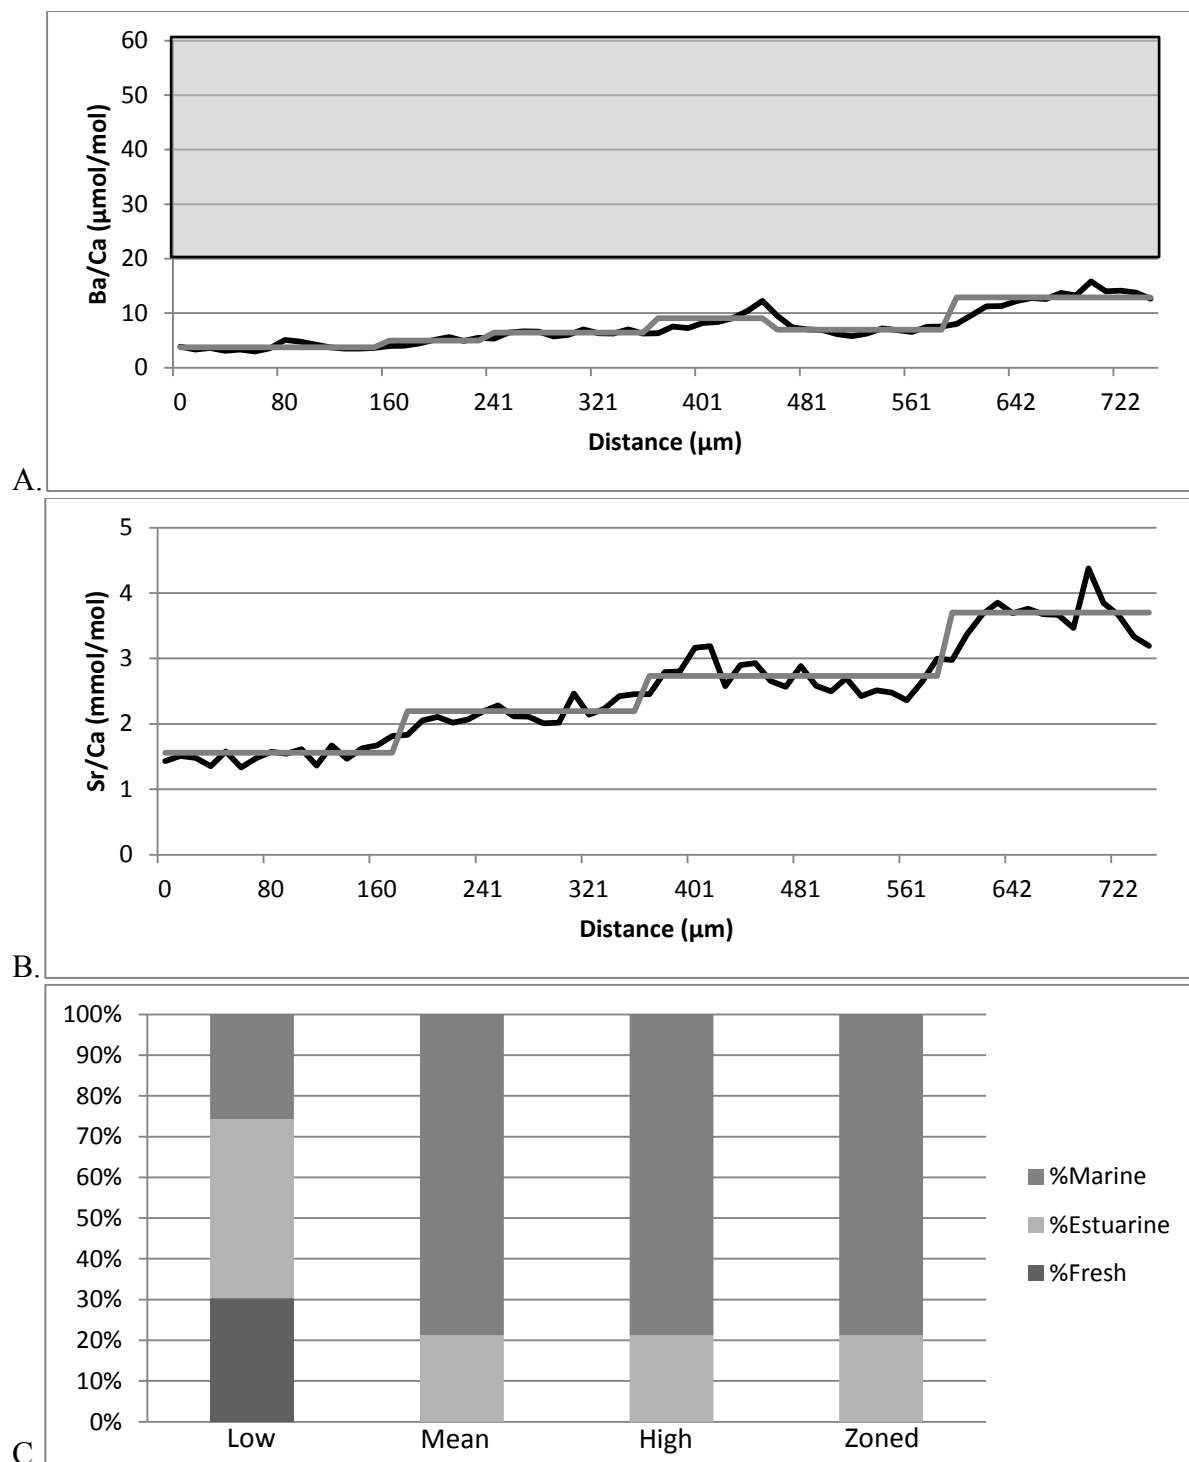 60
50
40
30
20
10
0
Ba/Ca (µmol/mol)
0 80 160 241 321 401 481 561 642 722
Distance (µm)
A.
5
4
3
2
1
0
Sr/Ca (mmol/mol)
0 80 160 241 321 401 481 561 642 722
Distance (µm)
B.
100%
90%
80%
70%
60%
50%
40%
30%
20%
10%
0%
Low Mean High Zoned
%Marine
%Estuarine
%Fresh
C